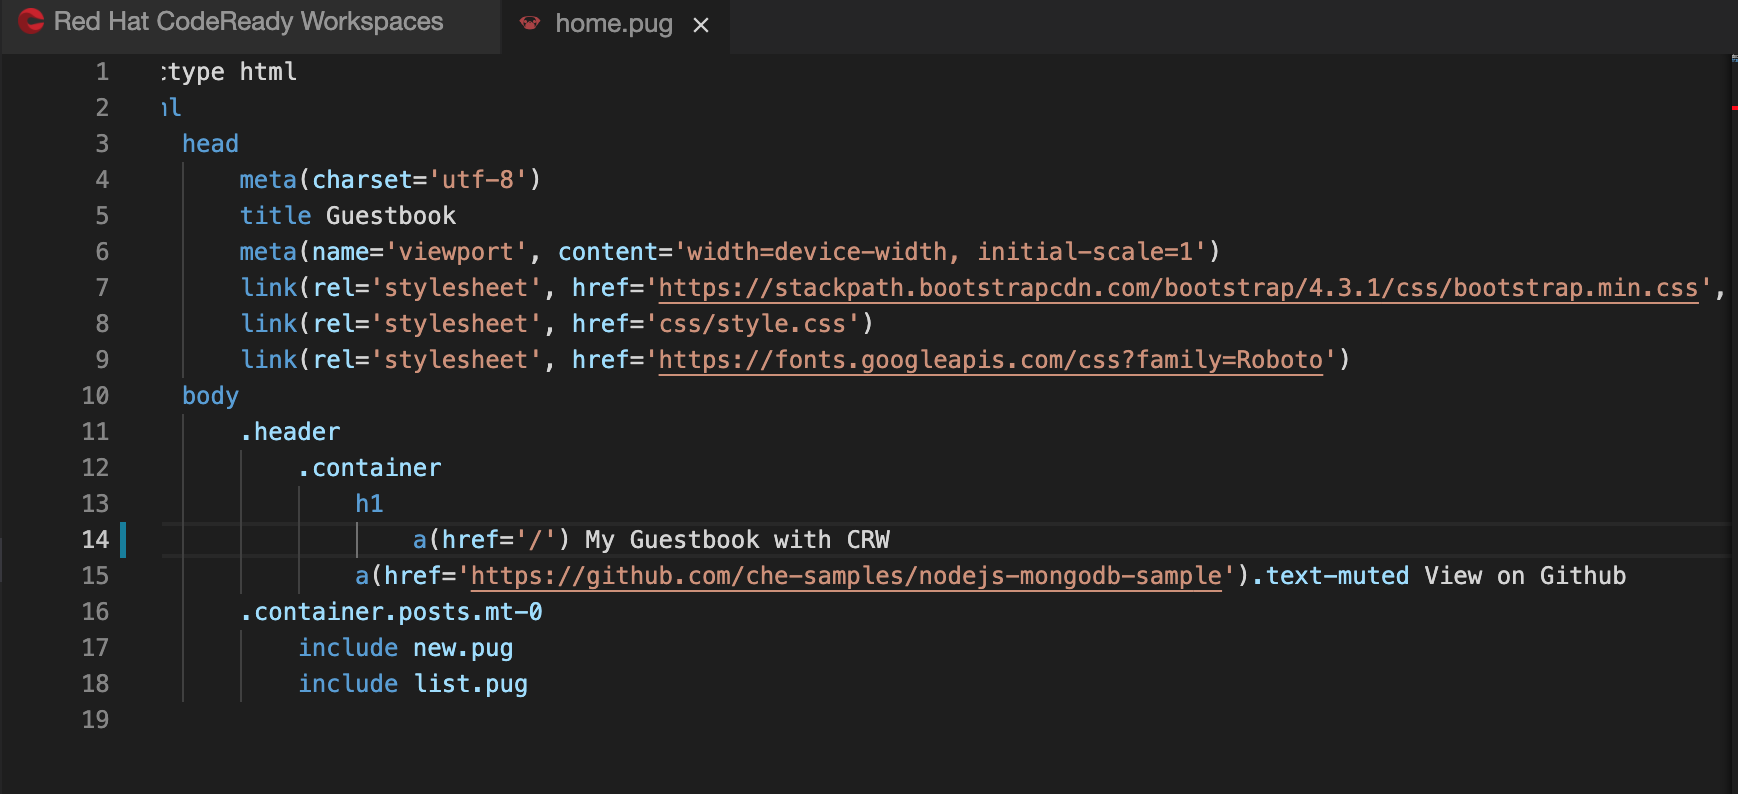 Red Hat CodeReady Workspaces
home.pug ×
1 ctype html
2 ml
3 head
4 meta(charset='utf-8')
5 title Guestbook
6 meta(name='viewport', content='width=device-width, initial-scale=1')
7 link(rel='stylesheet', href='https://stackpath.bootstrapcdn.com/bootstrap/4.3.1/css/bootstrap.min.css',
8 link(rel='stylesheet', href='css/style.css')
9 link(rel='stylesheet', href='https://fonts.googleapis.com/css?family=Roboto')
10 body
11 .header
12 .container
13 h1
14 a(href='/') My Guestbook with CRW
15 a(href='https://github.com/che-samples/nodejs-mongodb-sample').text-muted View on Github
16 .container.posts.mt-0
17 include new.pug
18 include list.pug
19